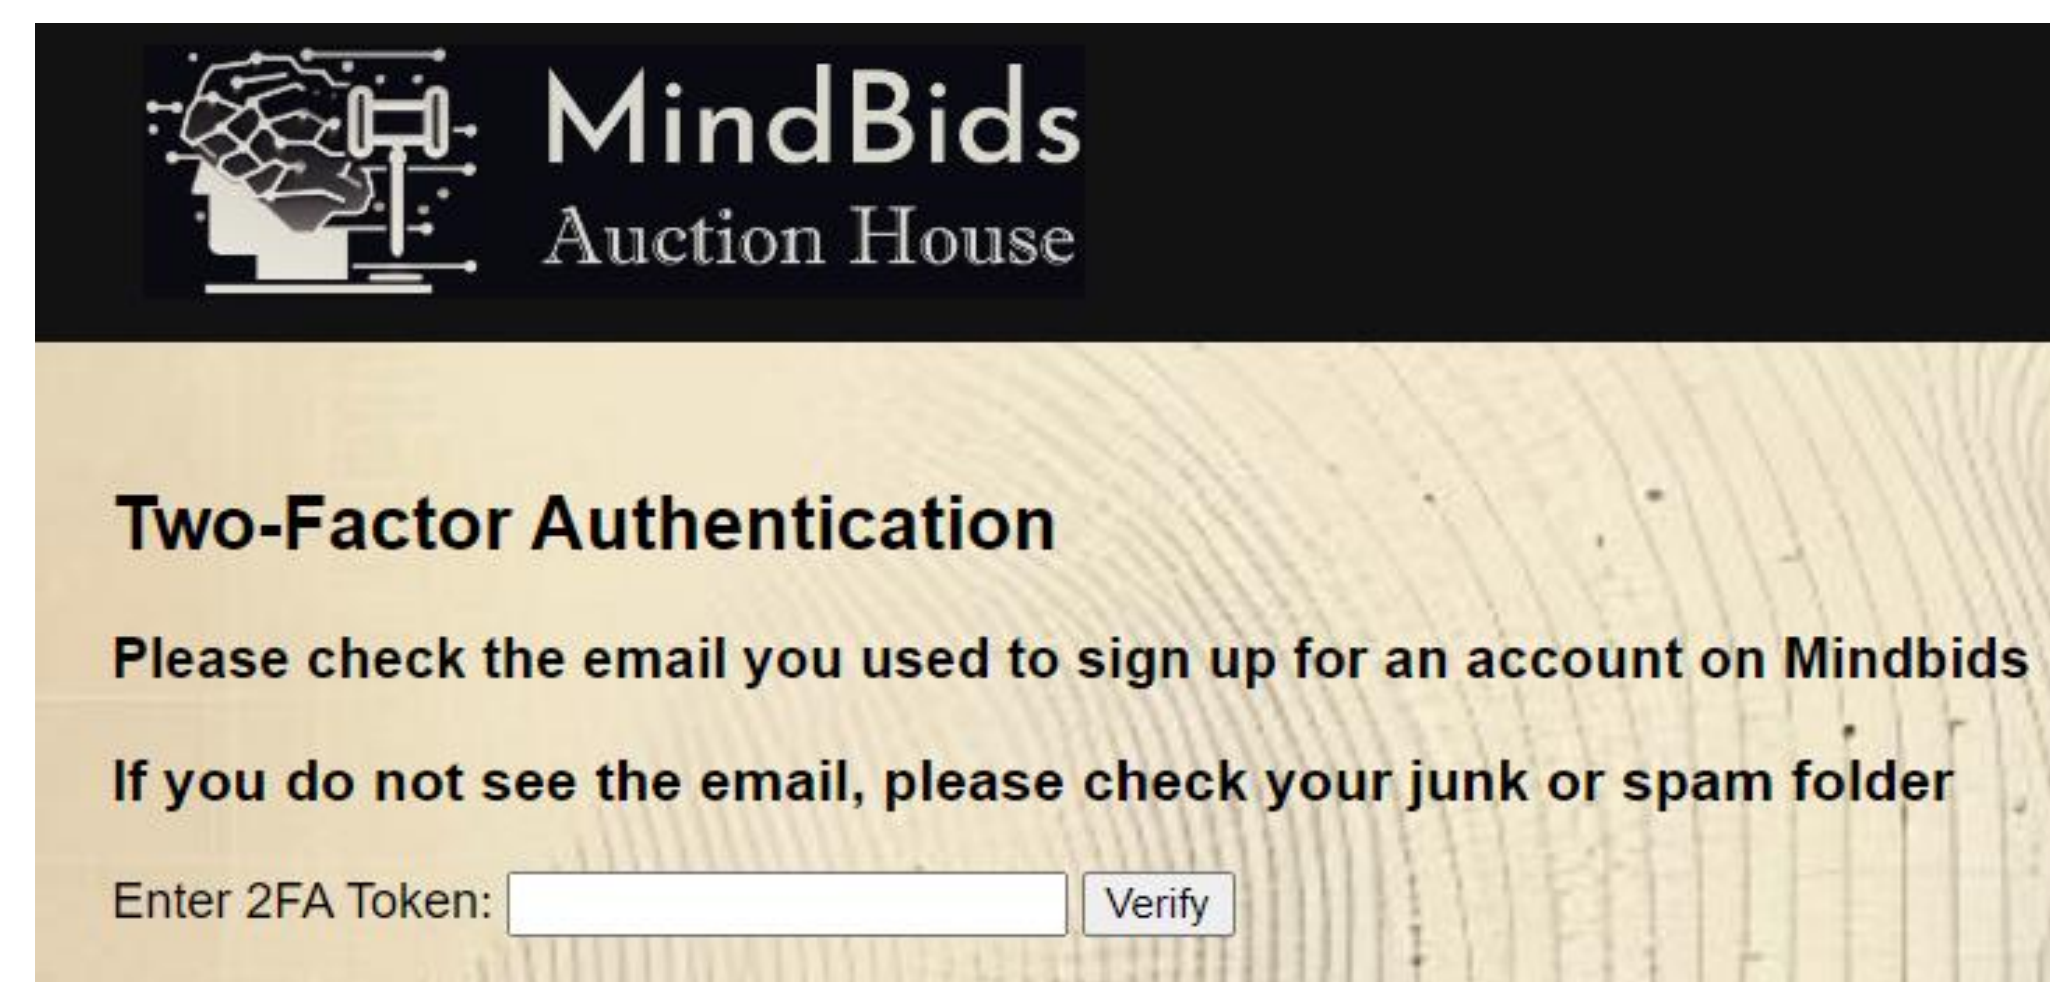 MindBids
Auction House
Two-Factor Authentication
Please check the email you used to sign up for an account on Mindbids
If you do not see the email, please check your junk or spam folder
Enter 2FA Token: Verify